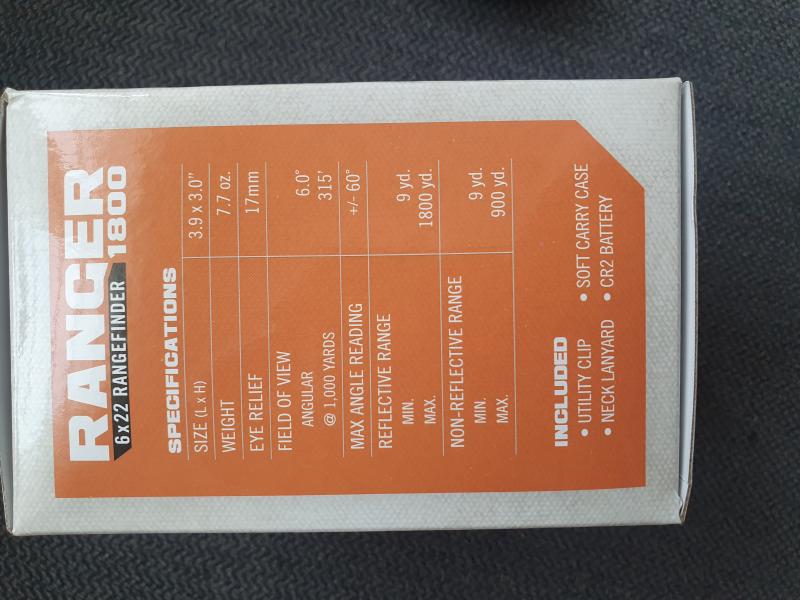 RANGER
6x22 RANGEFINDER 1800
SPECIFICATIONS
SIZE (L x H) 3.9 x 3.0"
WEIGHT 7.7 oz.
EYE RELIEF 17mm
FIELD OF VIEW
ANGULAR 6.0°
@ 1,000 YARDS 315'
MAX ANGLE READING +/- 60°
REFLECTIVE RANGE
MIN. 9 yd.
MAX. 1800 yd.
NON-REFLECTIVE RANGE
MIN. 9 yd.
MAX. 900 yd.
INCLUDED
• UTILITY CLIP • SOFT CARRY CASE
• NECK LANYARD • CR2 BATTERY